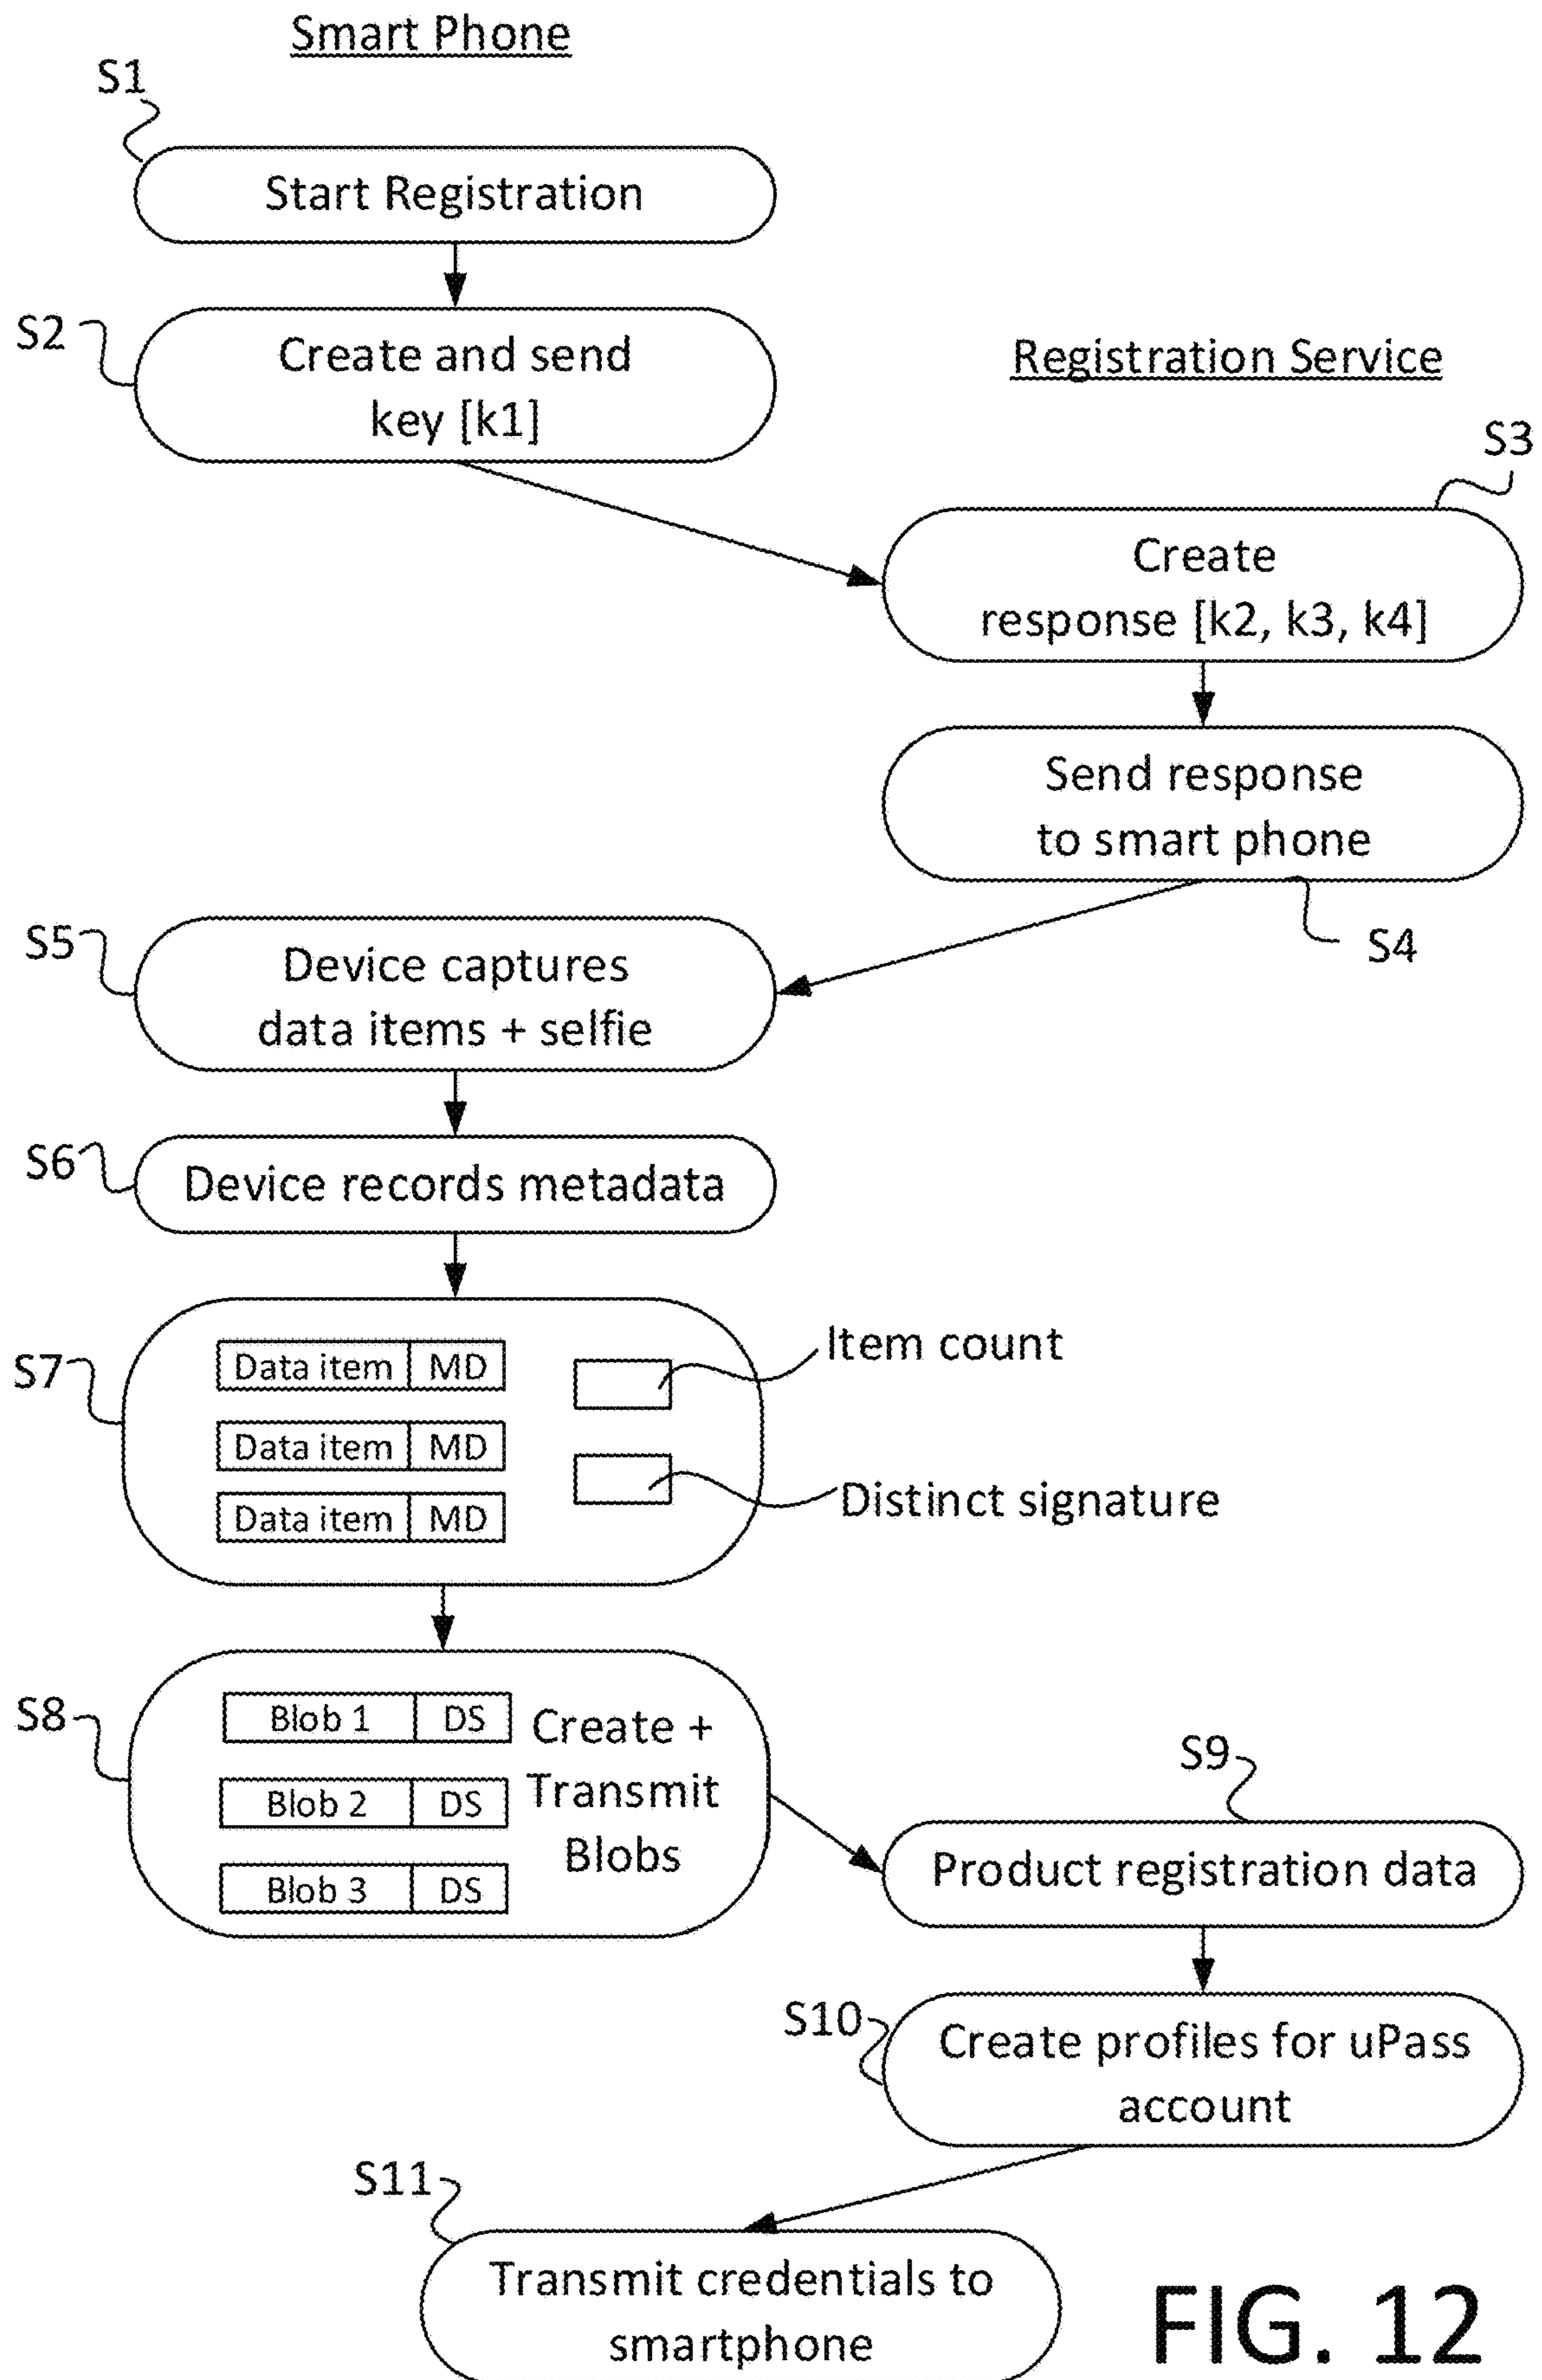 Smart Phone
S1
Start Registration
S2
Create and send
key [k1]
Registration Service
S3
Create
response [k2, k3, k4]
Send response
to smart phone
S4
S5
Device captures
data items + selfie
S6
Device records metadata
S7
Data item MD
Data item MD
Data item MD
Item count
Distinct signature
S8
Blob 1 DS
Blob 2 DS
Blob 3 DS
Create +
Transmit
Blobs
S9
Product registration data
S10
Create profiles for uPass
account
S11
Transmit credentials to
smartphone
FIG. 12